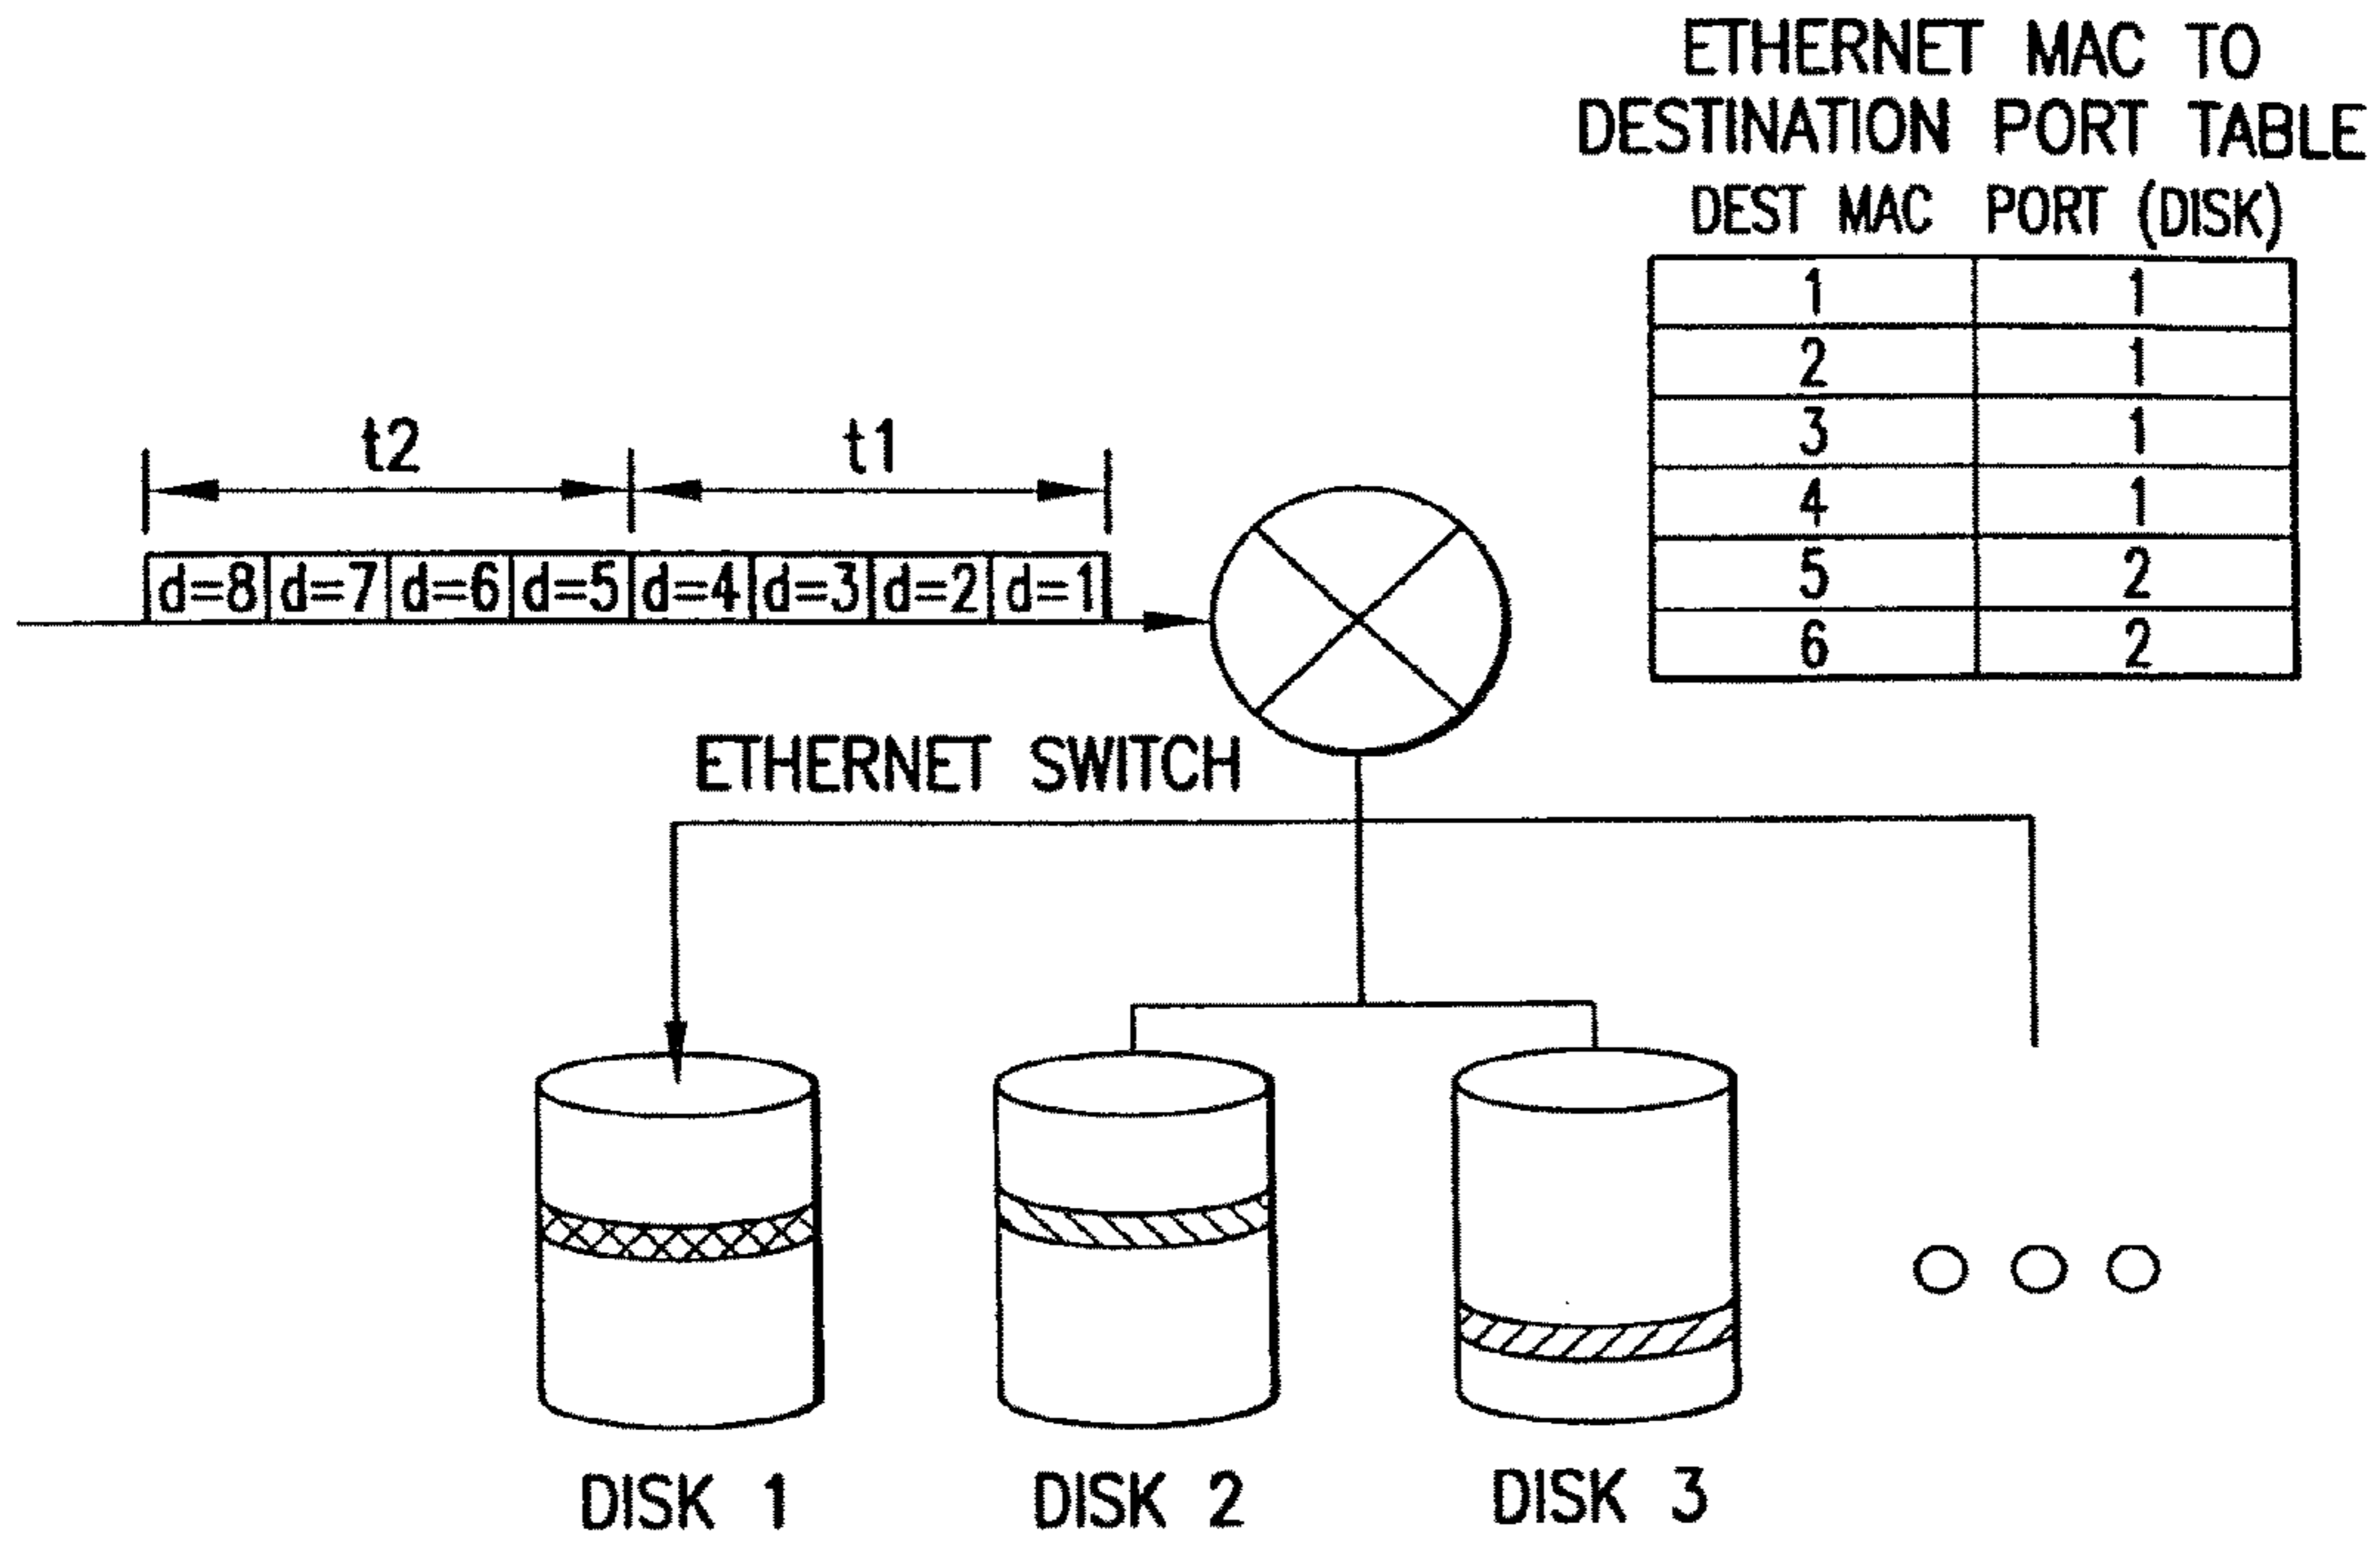 ETHERNET MAC TO
DESTINATION PORT TABLE
DEST MAC PORT (DISK)
1 1
2 1
3 1
4 1
5 2
6 2
t2 t1
d=8 d=7 d=6 d=5 d=4 d=3 d=2 d=1
ETHERNET SWITCH
DISK 1 DISK 2 DISK 3